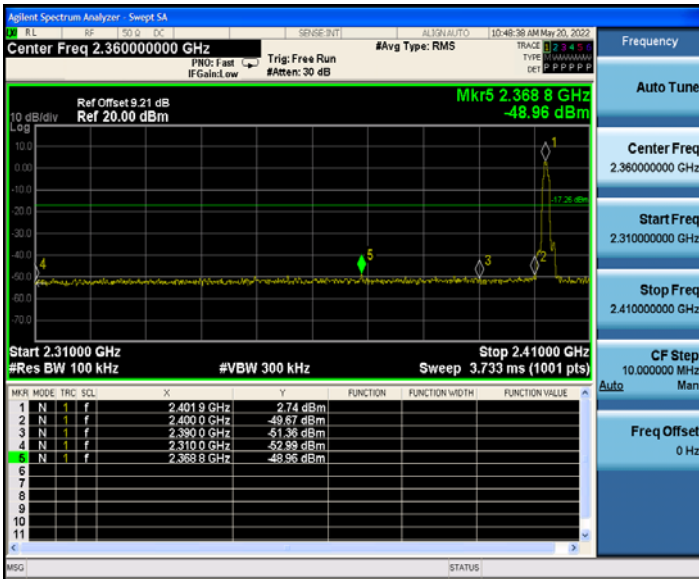 Agilent Spectrum Analyzer - Swept SA
RL RF 50 Ω DC SENSE:INT ALIGNAUTO 10:48:38 AM May 20, 2022
Center Freq 2.360000000 GHz
PNO: Fast
IFGain:Low
Trig: Free Run
#Atten: 30 dB
#Avg Type: RMS
TRACE 1 2 3 4 5 6
TYPE
DET P P P P P P
Mkr5 2.368 8 GHz
-48.96 dBm
Ref Offset 9.21 dB
10 dB/div Ref 20.00 dBm
Log
10.0
0.00
-10.0
-20.0
-30.0
-40.0
-50.0
-60.0
-70.0
1
-17.26 dBm
4
5
3
2
Start 2.31000 GHz Stop 2.41000 GHz
#Res BW 100 kHz #VBW 300 kHz Sweep 3.733 ms (1001 pts)
MKR MODE TRC SCL X Y FUNCTION FUNCTION WIDTH FUNCTION VALUE
1 N 1 f 2.401 9 GHz 2.74 dBm
2 N 1 f 2.400 0 GHz -49.67 dBm
3 N 1 f 2.390 0 GHz -51.36 dBm
4 N 1 f 2.310 0 GHz -52.99 dBm
5 N 1 f 2.368 8 GHz -48.96 dBm
6
7
8
9
10
11
MSG STATUS
Frequency
Auto Tune
Center Freq
2.360000000 GHz
Start Freq
2.310000000 GHz
Stop Freq
2.410000000 GHz
CF Step
10.000000 MHz
Auto Man
Freq Offset
0 Hz